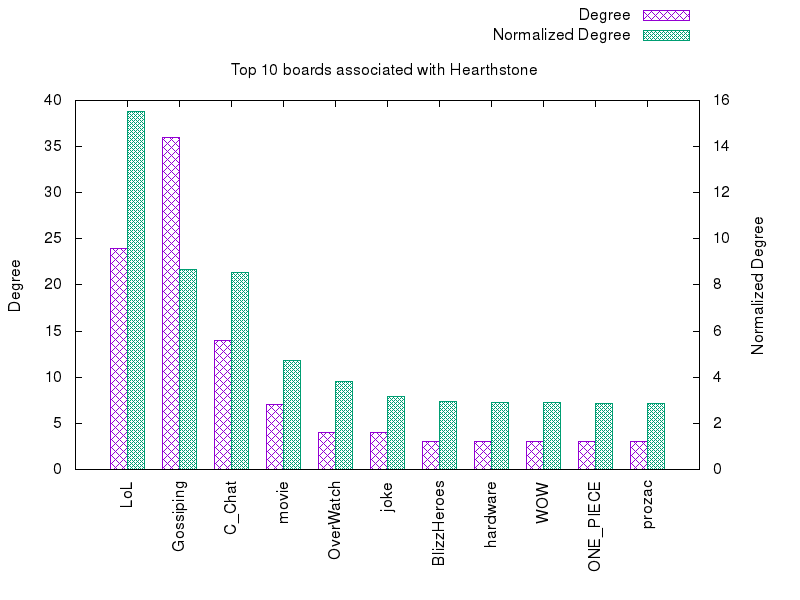 Degree
Normalized Degree
Top 10 boards associated with Hearthstone
40
35
30
25
20
15
10
5
0
16
14
12
10
8
6
4
2
0
Degree
Normalized Degree
LoL
Gossiping
C_Chat
movie
OverWatch
joke
BlizzHeroes
hardware
WOW
ONE_PIECE
prozac